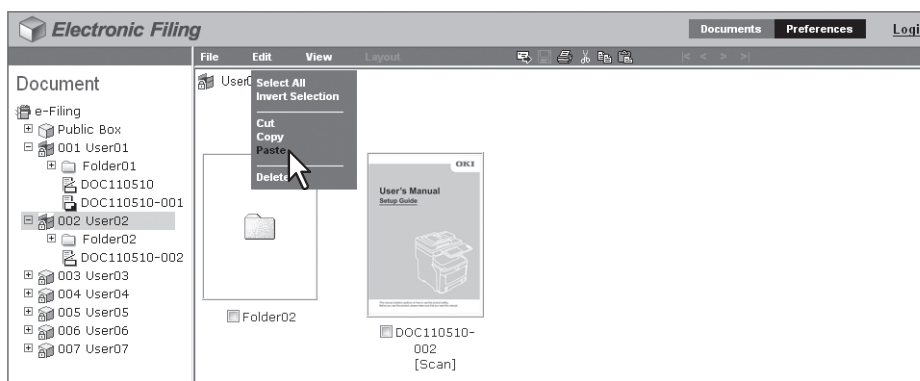 Electronic Filing
Documents
Preferences
File
Edit
View
Layout
|< < > >|
Document
e-Filing
Public Box
001 User01
Folder01
DOC110510
DOC110510-001
002 User02
Folder02
DOC110510-002
003 User03
004 User04
005 User05
006 User06
007 User07
Select All
Invert Selection
Cut
Copy
Paste
Delete
Folder02
OKI
User's Manual
Setup Guide
DOC110510-
002
[Scan]